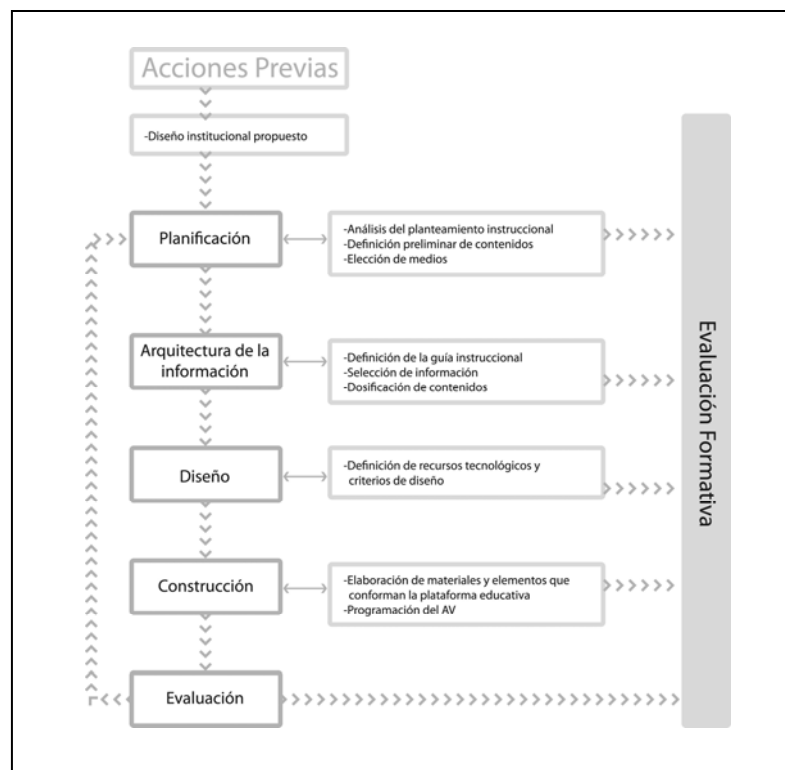 Acciones Previas
-Diseño institucional propuesto
Planificación
-Análisis del planteamiento instruccional
-Definición preliminar de contenidos
-Elección de medios
Arquitectura de la
información
-Definición de la guía instruccional
-Selección de información
-Dosificación de contenidos
Diseño
-Definición de recursos tecnológicos y
criterios de diseño
Construcción
-Elaboración de materiales y elementos que
conforman la plataforma educativa
-Programación del AV
Evaluación
Evaluación Formativa